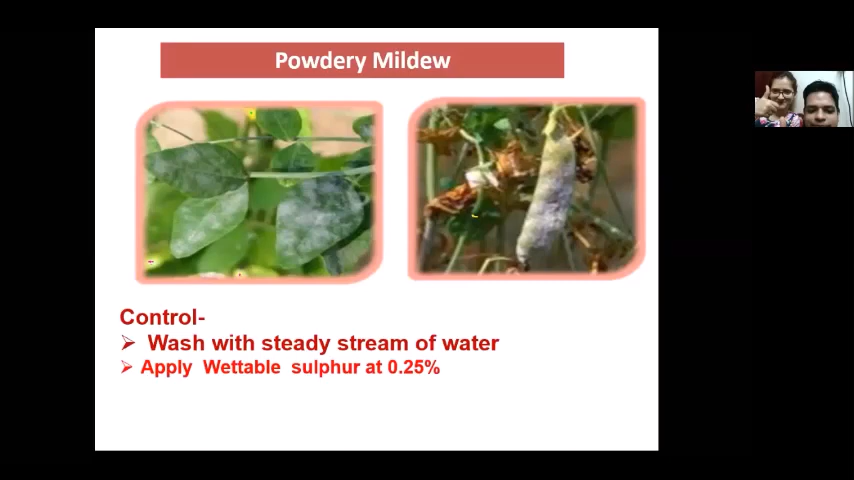 Powdery Mildew
Control-
➢ Wash with steady stream of water
➢ Apply Wettable sulphur at 0.25%